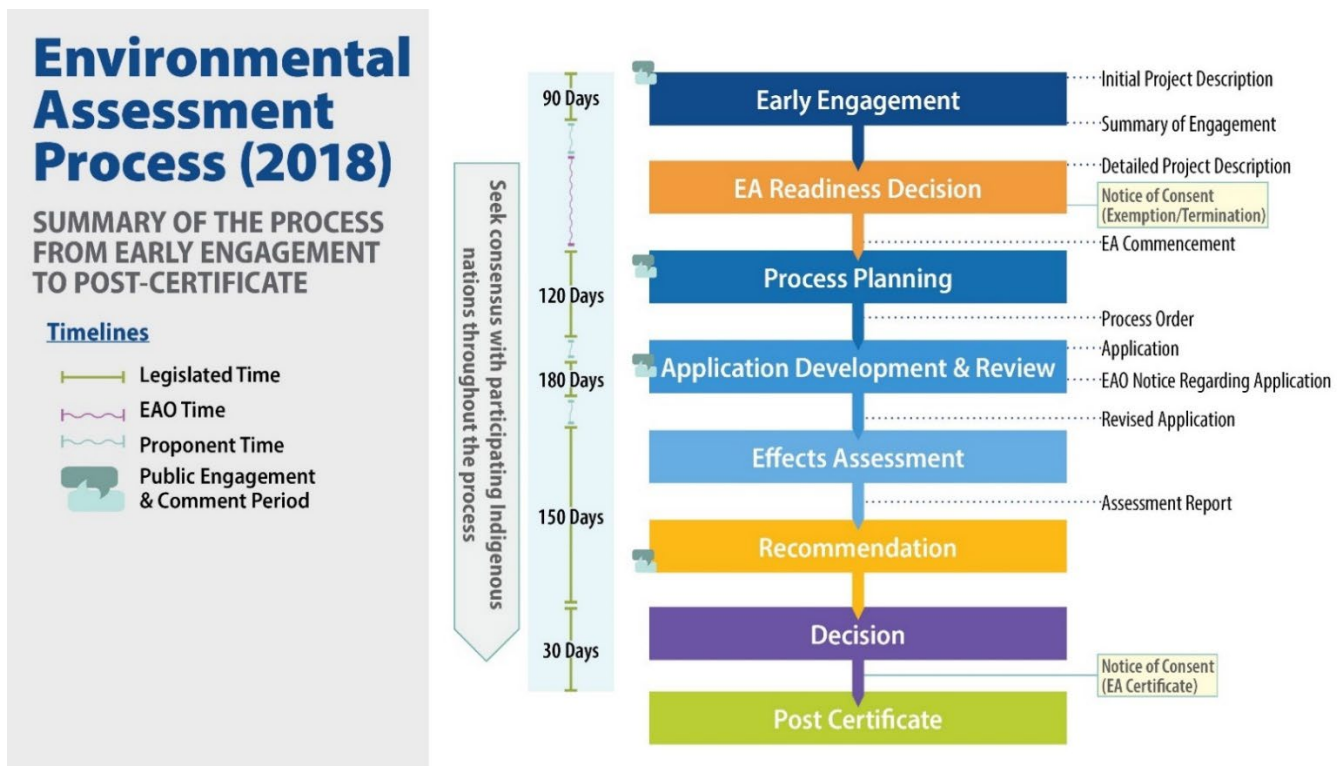 Environmental
Assessment
Process (2018)
SUMMARY OF THE PROCESS
FROM EARLY ENGAGEMENT
TO POST-CERTIFICATE
Timelines
Legislated Time
EAO Time
Proponent Time
Public Engagement
& Comment Period
Seek consensus with participating Indigenous
nations throughout the process
90 Days
120 Days
180 Days
150 Days
30 Days
Early Engagement
EA Readiness Decision
Process Planning
Application Development & Review
Effects Assessment
Recommendation
Decision
Post Certificate
Initial Project Description
Summary of Engagement
Detailed Project Description
Notice of Consent
(Exemption/Termination)
EA Commencement
Process Order
Application
EAO Notice Regarding Application
Revised Application
Assessment Report
Notice of Consent
(EA Certificate)